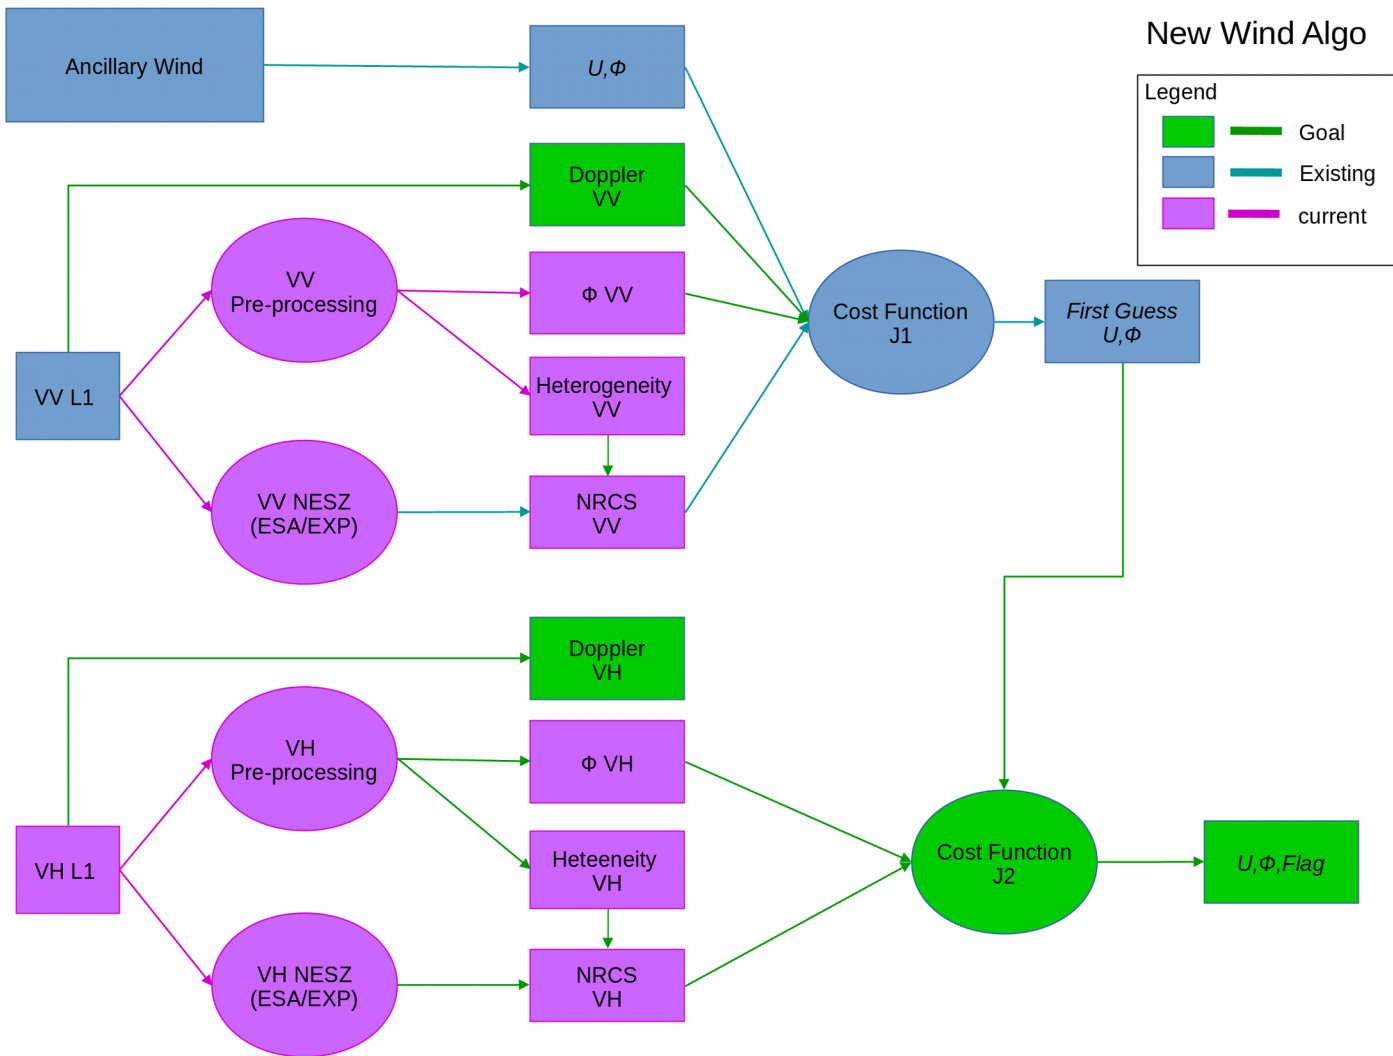 New Wind Algo
Legend
Goal
Existing
current
Ancillary Wind
U,Φ
Doppler
VV
VV
Pre-processing
Φ VV
Heterogeneity
VV
VV L1
VV NESZ
(ESA/EXP)
NRCS
VV
Cost Function
J1
First Guess
U,Φ
Doppler
VH
VH
Pre-processing
Φ VH
Heteeneity
VH
VH L1
VH NESZ
(ESA/EXP)
NRCS
VH
Cost Function
J2
U,Φ,Flag